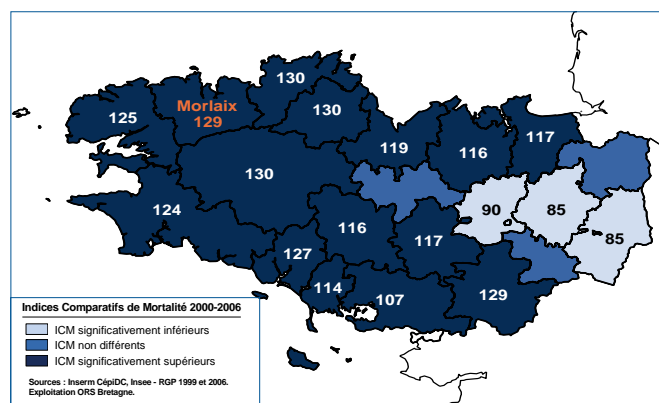 130
130
Morlaix
129
125
119
116
117
130
90
85
85
124
116
117
127
114
107
129
Indices Comparatifs de Mortalité 2000-2006
ICM significativement inférieurs
ICM non différents
ICM significativement supérieurs
Sources : Inserm CépiDC, Insee - RGP 1999 et 2006.
Exploitation ORS Bretagne.